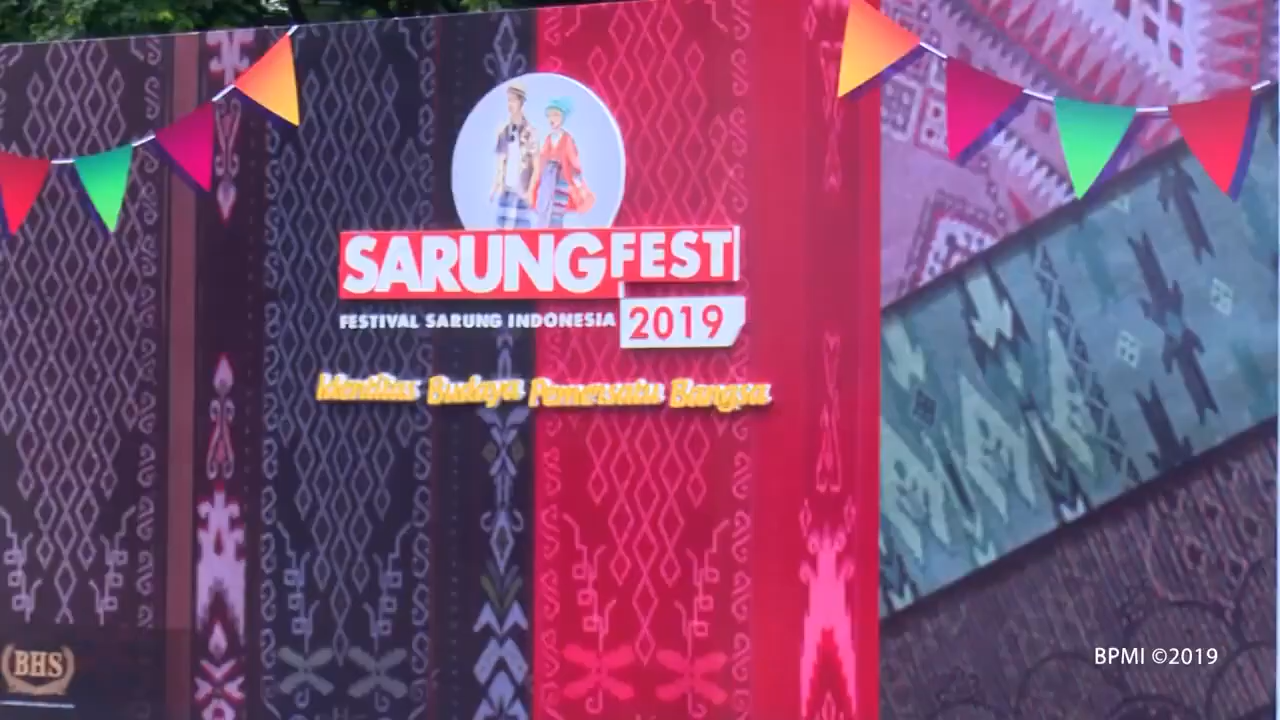 SARUNGFEST
FESTIVAL SARUNG INDONESIA 2019
Identitas Budaya Pemersatu Bangsa
BHS
BPMI ©2019